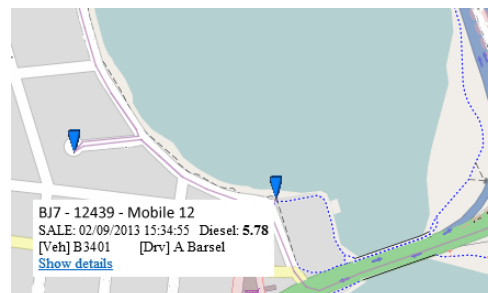 BJ7 - 12439 - Mobile 12
SALE: 02/09/2013 15:34:55 Diesel: 5.78
[Veh] B3401 [Drv] A Barsel
Show details